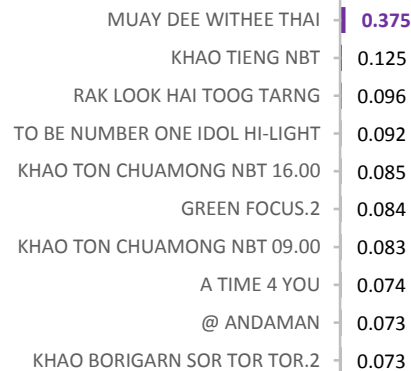 MUAY DEE WITHEE THAI 0.375
KHAO TIENG NBT 0.125
RAK LOOK HAI TOOG TARNG 0.096
TO BE NUMBER ONE IDOL HI-LIGHT 0.092
KHAO TON CHUAMONG NBT 16.00 0.085
GREEN FOCUS.2 0.084
KHAO TON CHUAMONG NBT 09.00 0.083
A TIME 4 YOU 0.074
@ ANDAMAN 0.073
KHAO BORIGARN SOR TOR TOR.2 0.073